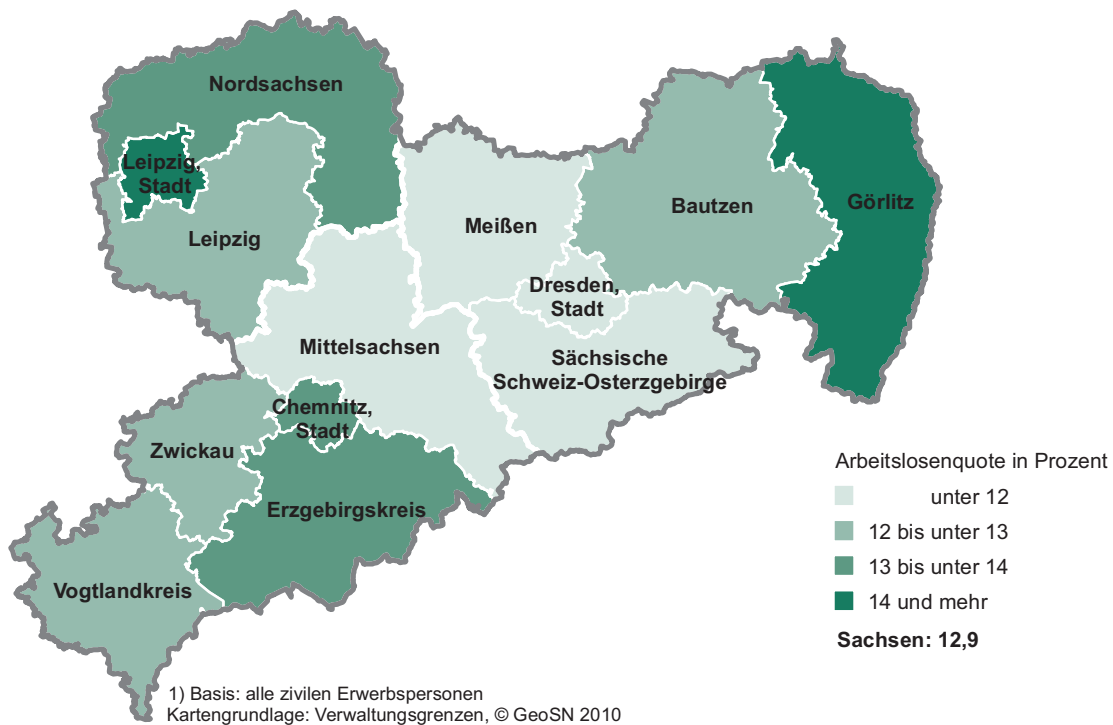 Nordsachsen
Leipzig,
Stadt
Leipzig
Meißen
Bautzen
Görlitz
Dresden,
Stadt
Mittelsachsen
Sächsische
Schweiz-Osterzgebirge
Chemnitz,
Stadt
Zwickau
Erzgebirgskreis
Vogtlandkreis
Arbeitslosenquote in Prozent
unter 12
12 bis unter 13
13 bis unter 14
14 und mehr
Sachsen: 12,9
1) Basis: alle zivilen Erwerbspersonen
Kartengrundlage: Verwaltungsgrenzen, © GeoSN 2010